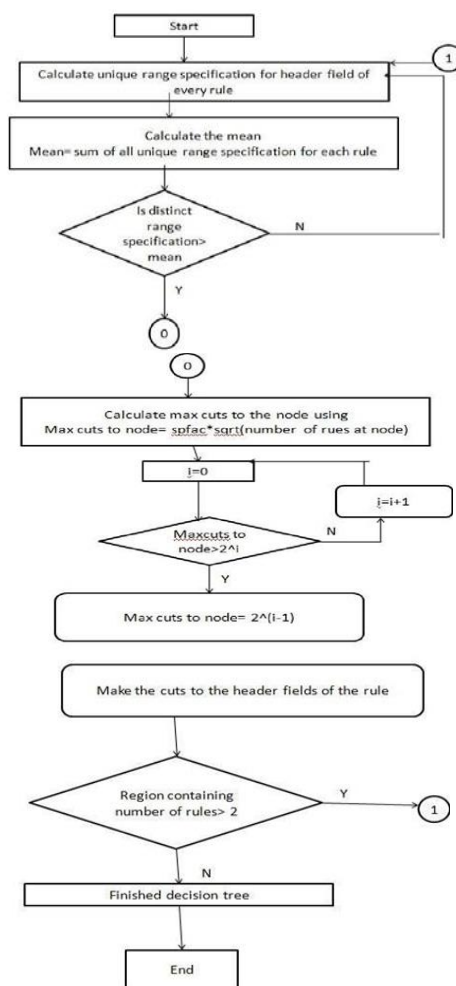 Start
1
Calculate unique range specification for header field of
every rule
Calculate the mean
Mean= sum of all unique range specification for each rule
Is distinct
range
specification>
mean
N
Y
0
0
Calculate max cuts to the node using
Max cuts to node= spfac*sqrt(number of rues at node)
i=0
i=i+1
Maxcuts to
node>2^i
N
Y
Max cuts to node= 2^(i-1)
Make the cuts to the header fields of the rule
Region containing
number of rules> 2
Y
1
N
Finished decision tree
End